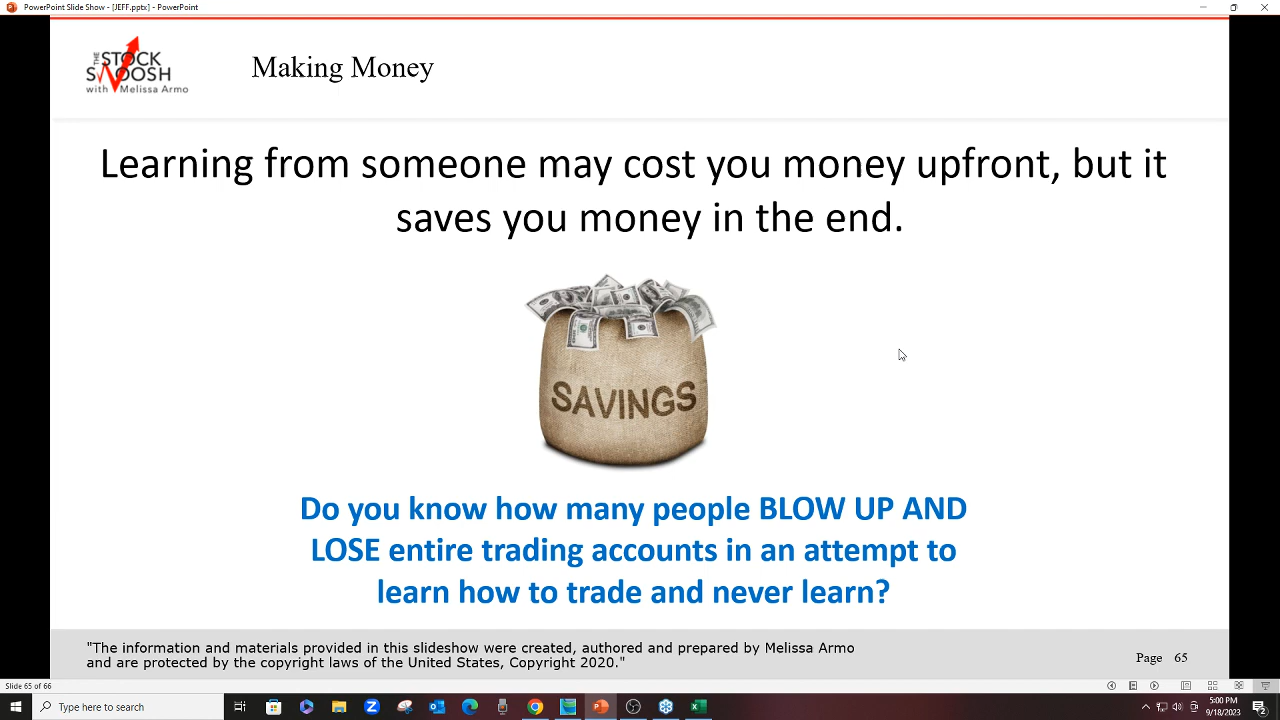 PowerPoint Slide Show - [JEFF.pptx] - PowerPoint
THE
STOCK
SWOOSH
with Melissa Armo
Making Money
Learning from someone may cost you money upfront, but it
saves you money in the end.
SAVINGS
Do you know how many people BLOW UP AND
LOSE entire trading accounts in an attempt to
learn how to trade and never learn?
"The information and materials provided in this slideshow were created, authored and prepared by Melissa Armo
and are protected by the copyright laws of the United States, Copyright 2020."
Page 65
Slide 65 of 66
Type here to search
5:00 PM
9/18/2023
2